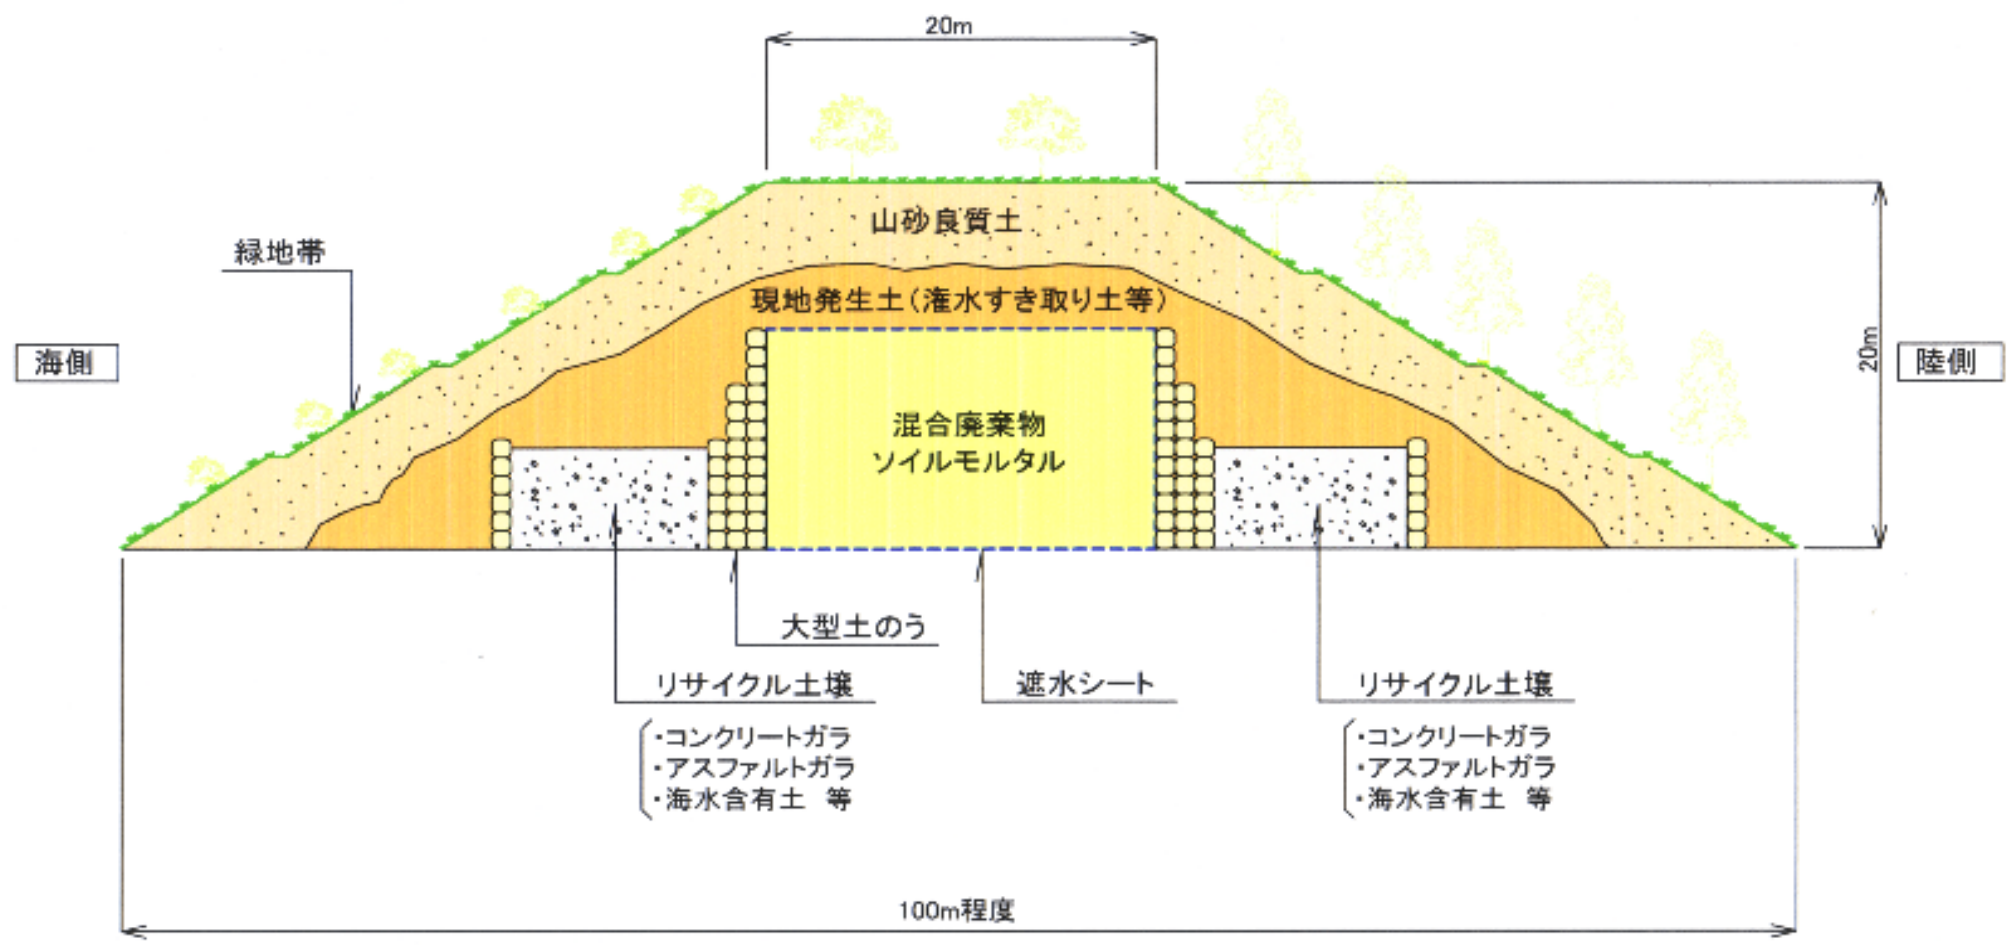 20m
山砂良質土
緑地帯
現地発生土(潅水すき取り土等)
海側
20m
陸側
混合廃棄物
ソイルモルタル
大型土のう
リサイクル土壌
遮水シート
リサイクル土壌
・コンクリートガラ
・アスファルトガラ
・海水含有土 等
・コンクリートガラ
・アスファルトガラ
・海水含有土 等
100m程度